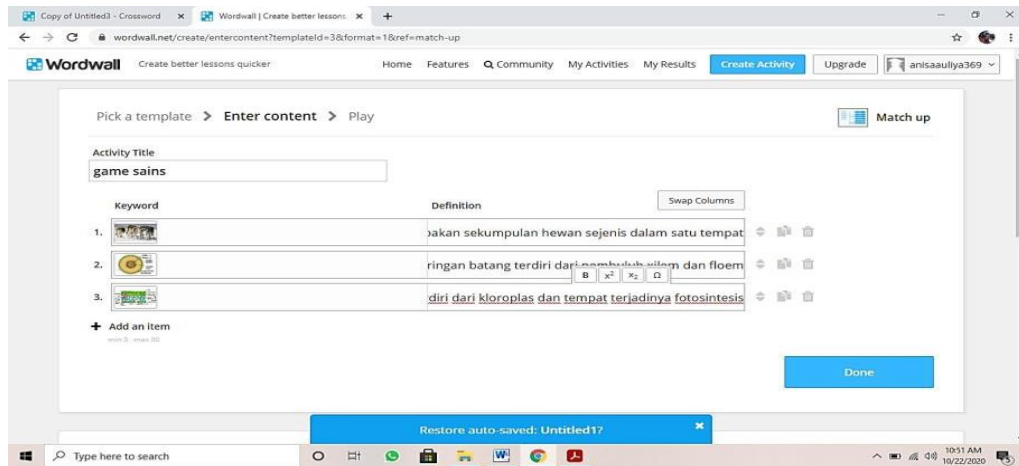 Copy of Untitled3 - Crossword
Wordwall | Create better lessons
wordwall.net/create/entercontent?templateId=3&format=1&ref=match-up
Wordwall Create better lessons quicker Home Features Community My Activities My Results Create Activity Upgrade anisaauliya369
Pick a template > Enter content > Play Match up
Activity Title
game sains
Keyword Definition Swap Columns
1. pakan sekumpulan hewan sejenis dalam satu tempat
2. ringan batang terdiri dari pembuluh xilem dan floem
B x² x₂ Ω
3. diri dari kloroplas dan tempat terjadinya fotosintesis
+ Add an item
Done
Restore auto-saved: Untitled1?
Type here to search
10:51 AM
10/22/2020